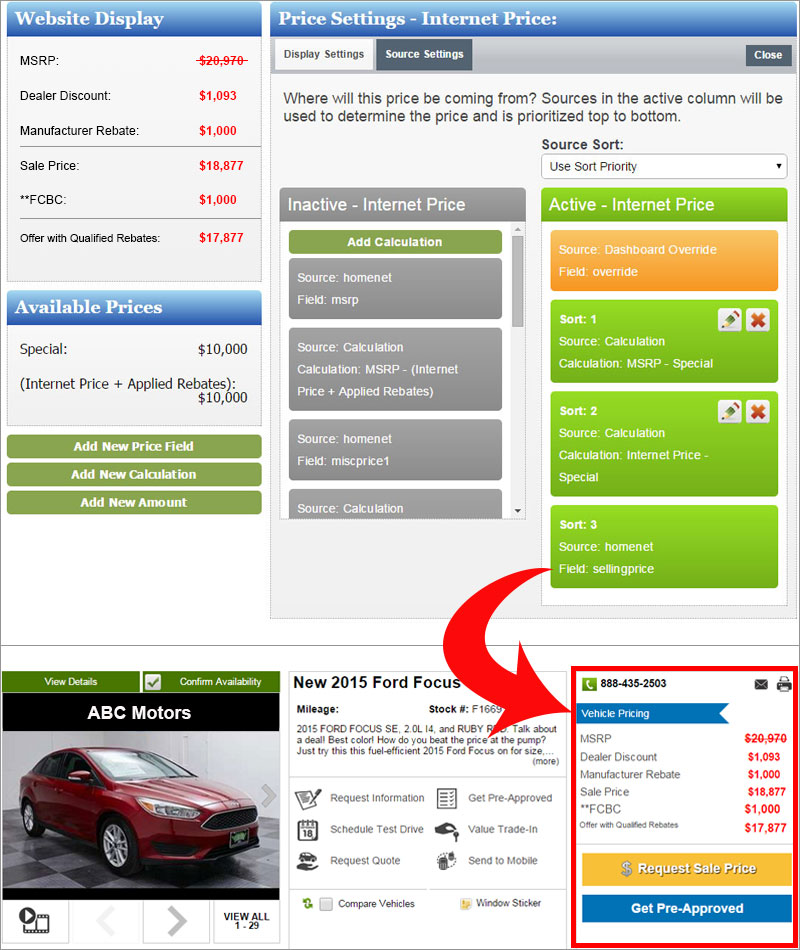 Website Display
MSRP: $20,970
Dealer Discount: $1,093
Manufacturer Rebate: $1,000
Sale Price: $18,877
**FCBC: $1,000
Offer with Qualified Rebates: $17,877
Available Prices
Special: $10,000
(Internet Price + Applied Rebates):
$10,000
Add New Price Field
Add New Calculation
Add New Amount
Price Settings - Internet Price:
Display Settings
Source Settings
Close
Where will this price be coming from? Sources in the active column will be
used to determine the price and is prioritized top to bottom.
Source Sort:
Use Sort Priority
Inactive - Internet Price
Add Calculation
Source: homenet
Field: msrp
Source: Calculation
Calculation: MSRP - (Internet
Price + Applied Rebates)
Source: homenet
Field: miscprice1
Source: Calculation
Active - Internet Price
Source: Dashboard Override
Field: override
Sort: 1
Source: Calculation
Calculation: MSRP - Special
Sort: 2
Source: Calculation
Calculation: Internet Price -
Special
Sort: 3
Source: homenet
Field: sellingprice
View Details
Confirm Availability
ABC Motors
VIEW ALL
1 - 29
New 2015 Ford Focus
Mileage:
Stock #: F1669
2015 FORD FOCUS SE, 2.0L I4, and RUBY Talk about
a deal! Best color! How do you beat the price at the pump?
Just try this this fuel-efficient 2015 Ford Focus on for size,...
(more)
Request Information
Get Pre-Approved
Schedule Test Drive
Value Trade-In
Request Quote
Send to Mobile
Compare Vehicles
Window Sticker
888-435-2503
Vehicle Pricing
MSRP $20,970
Dealer Discount $1,093
Manufacturer Rebate $1,000
Sale Price $18,877
**FCBC $1,000
Offer with Qualified Rebates $17,877
$ Request Sale Price
Get Pre-Approved